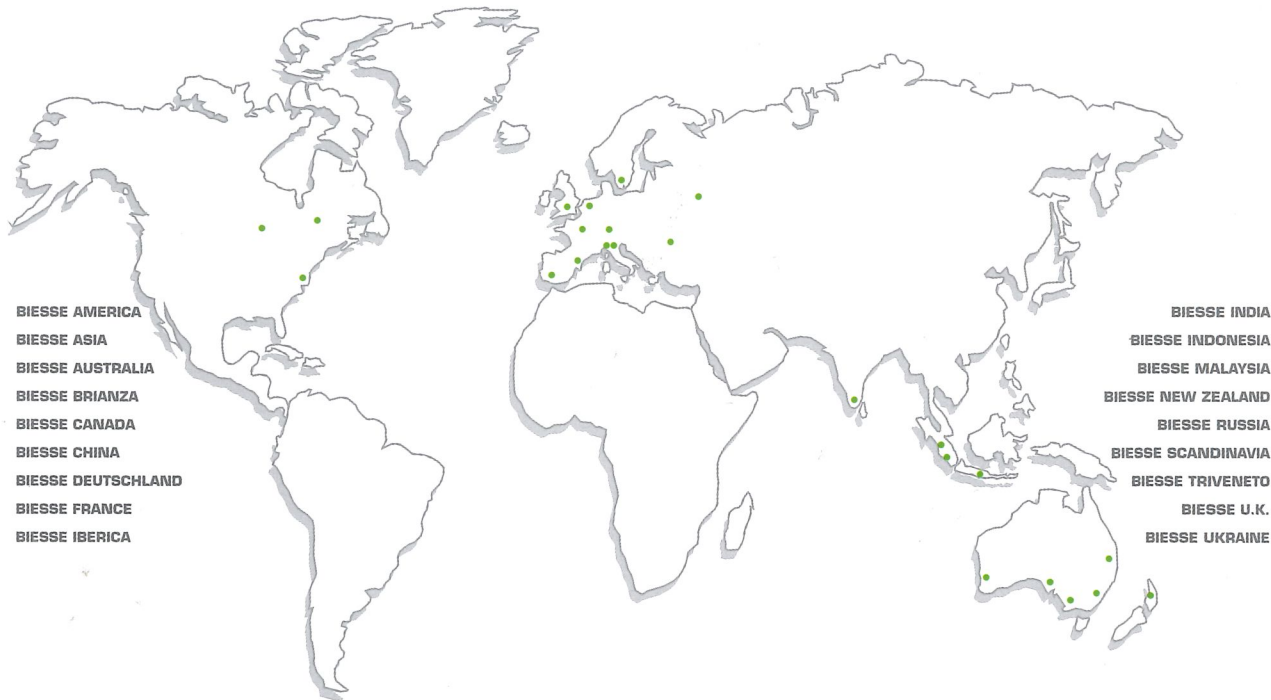 BIESSE AMERICA
BIESSE ASIA
BIESSE AUSTRALIA
BIESSE BRIANZA
BIESSE CANADA
BIESSE CHINA
BIESSE DEUTSCHLAND
BIESSE FRANCE
BIESSE IBERICA
BIESSE INDIA
BIESSE INDONESIA
BIESSE MALAYSIA
BIESSE NEW ZEALAND
BIESSE RUSSIA
BIESSE SCANDINAVIA
BIESSE TRIVENETO
BIESSE U.K.
BIESSE UKRAINE